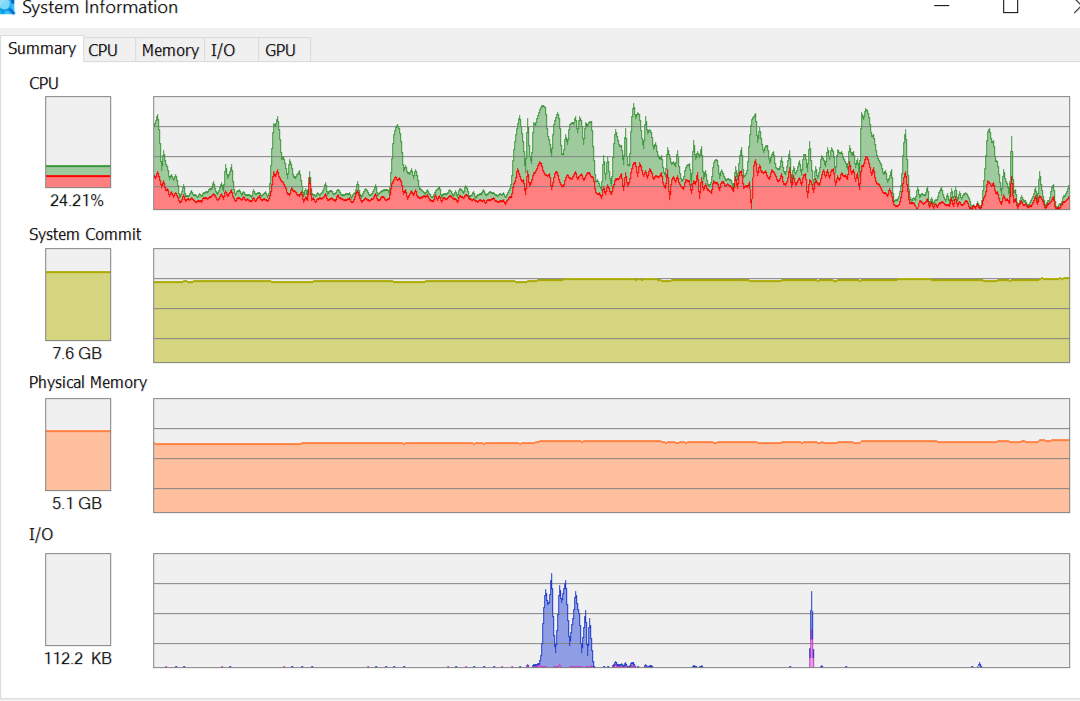 System Information
Summary CPU Memory I/O GPU
CPU
24.21%
System Commit
7.6 GB
Physical Memory
5.1 GB
I/O
112.2 KB